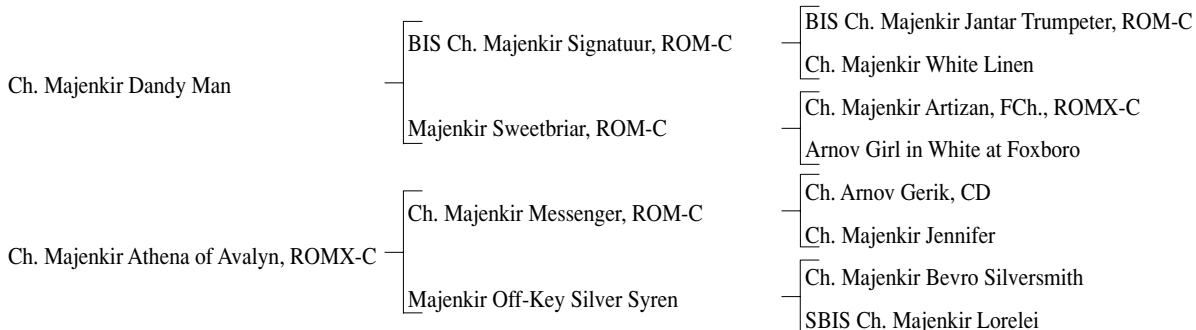 BIS Ch. Majenkir Jantar Trumpeter, ROM-C
BIS Ch. Majenkir Signatuur, ROM-C
Ch. Majenkir White Linen
Ch. Majenkir Dandy Man
Ch. Majenkir Artizan, FCh., ROMX-C
Majenkir Sweetbriar, ROM-C
Arnov Girl in White at Foxboro
Ch. Arnov Gerik, CD
Ch. Majenkir Messenger, ROM-C
Ch. Majenkir Jennifer
Ch. Majenkir Athena of Avalyn, ROMX-C
Ch. Majenkir Bevro Silversmith
Majenkir Off-Key Silver Syren
SBIS Ch. Majenkir Lorelei